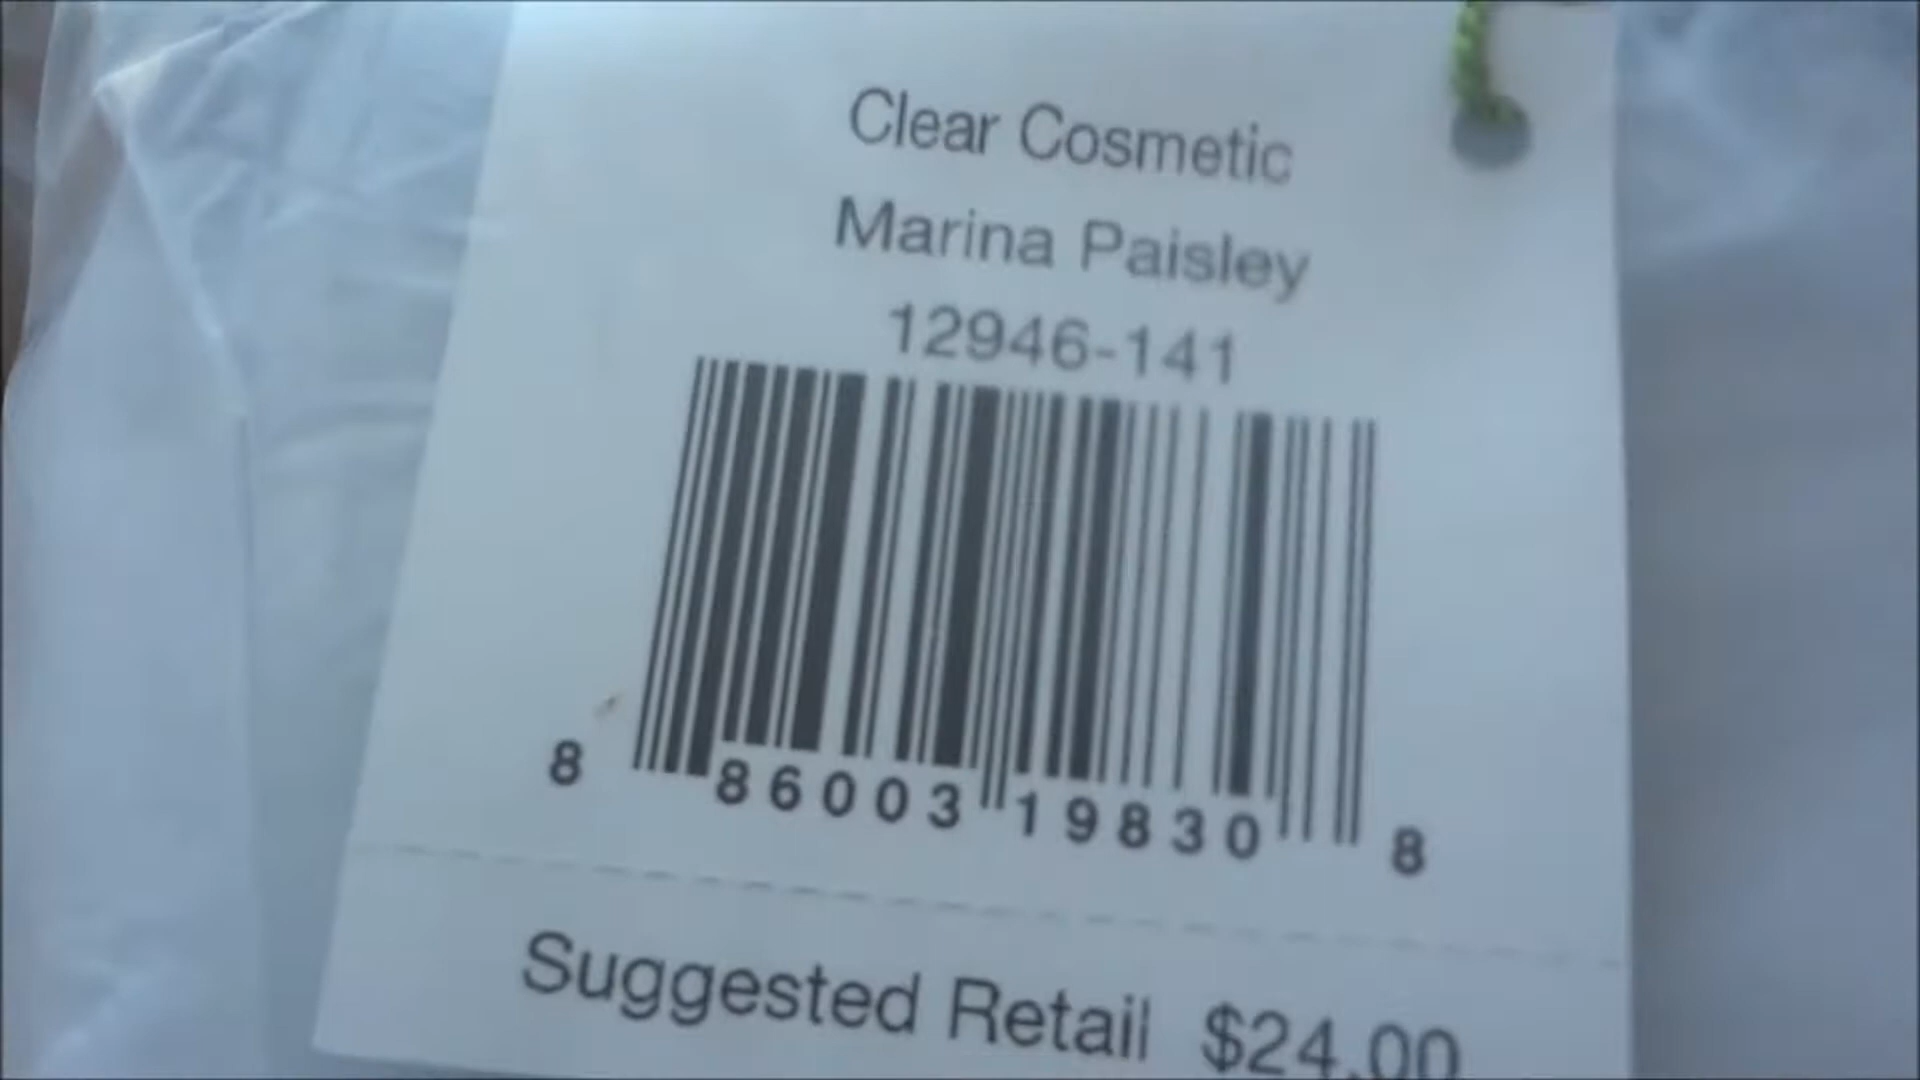 Clear Cosmetic
Marina Paisley
12946-141
8 86003 19830 8
Suggested Retail $24.00